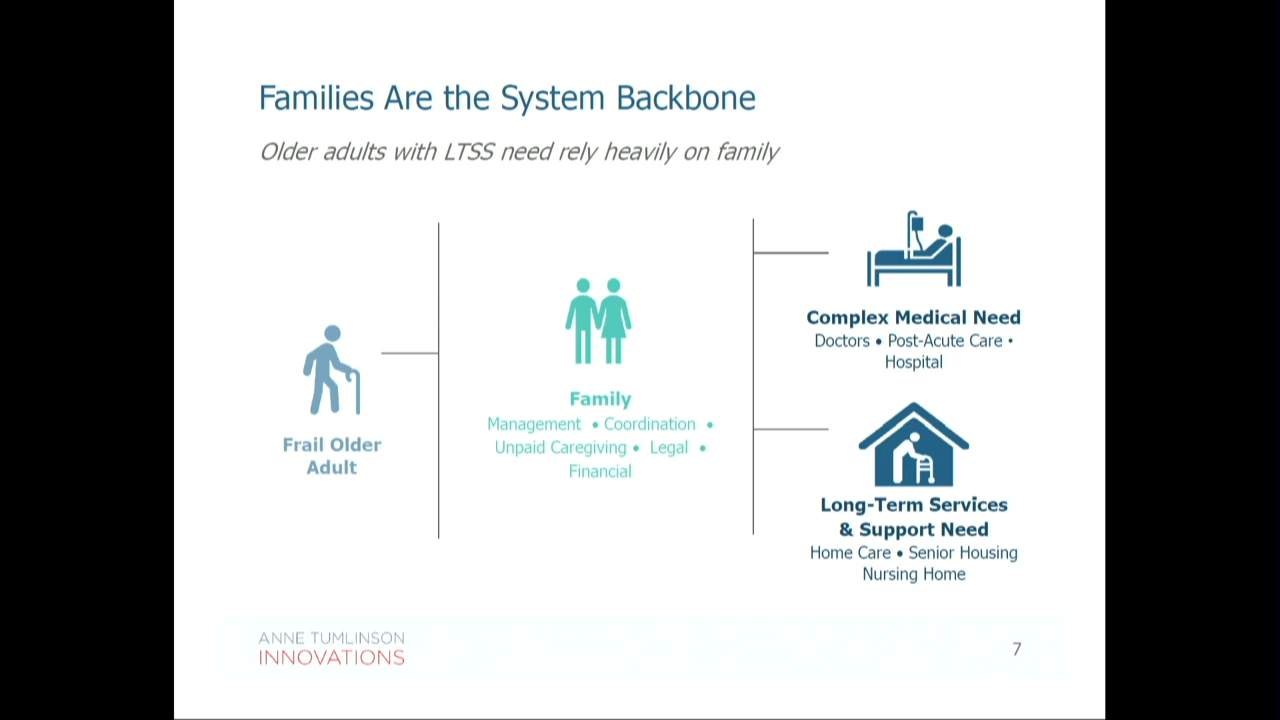 Families Are the System Backbone
Older adults with LTSS need rely heavily on family
Frail Older
Adult
Family
Management • Coordination •
Unpaid Caregiving • Legal •
Financial
Complex Medical Need
Doctors • Post-Acute Care •
Hospital
Long-Term Services
& Support Need
Home Care • Senior Housing
Nursing Home
ANNE TUMLINSON
INNOVATIONS
7